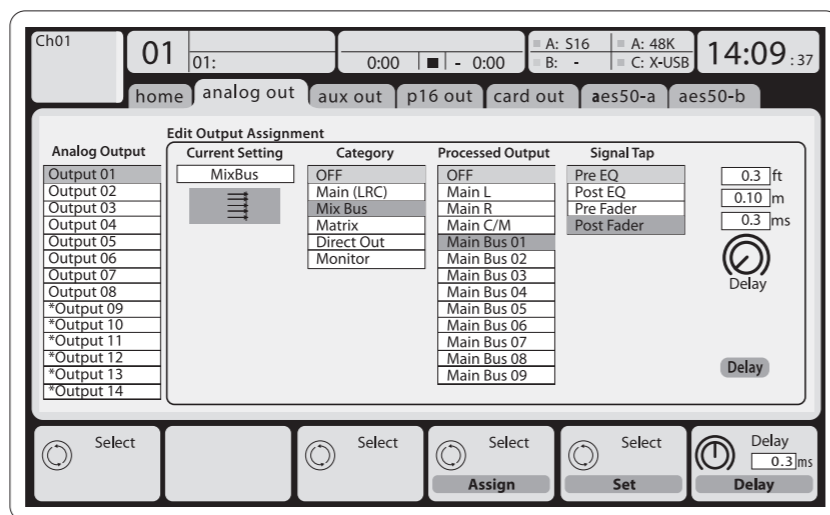 Ch01
01
01:
0:00 - 0:00
A: S16 A: 48K
B: - C: X-USB
14:09 :37
home analog out aux out p16 out card out aes50-a aes50-b
Edit Output Assignment
Analog Output Current Setting Category Processed Output Signal Tap
Output 01 MixBus OFF OFF Pre EQ 0.3 ft
Output 02 Main (LRC) Main L Post EQ 0.10 m
Output 03 Mix Bus Main R Pre Fader 0.3 ms
Output 04 Matrix Main C/M Post Fader
Output 05 Direct Out Main Bus 01
Output 06 Monitor Main Bus 02
Output 07 Main Bus 03 Delay
Output 08 Main Bus 04
*Output 09 Main Bus 05
*Output 10 Main Bus 06
*Output 11 Main Bus 07
*Output 12 Main Bus 08 Delay
*Output 13 Main Bus 09
*Output 14
Select Select Select Select Delay
0.3 ms
Assign Set Delay